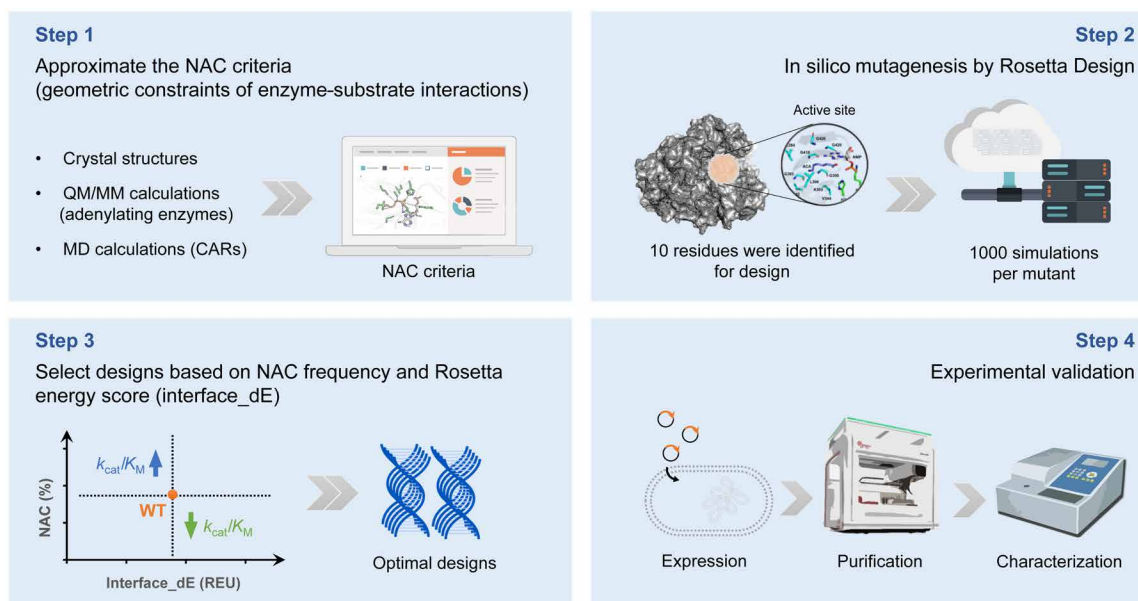 Step 1
Approximate the NAC criteria
(geometric constraints of enzyme-substrate interactions)
• Crystal structures
• QM/MM calculations
(adenylating enzymes)
• MD calculations (CARs)
NAC criteria
Step 2
In silico mutagenesis by Rosetta Design
Active site
10 residues were identified
for design
1000 simulations
per mutant
Step 3
Select designs based on NAC frequency and Rosetta
energy score (interface_dE)
NAC (%)
kcat/KM
WT
kcat/KM
Interface_dE (REU)
Optimal designs
Step 4
Experimental validation
Expression
Purification
Characterization